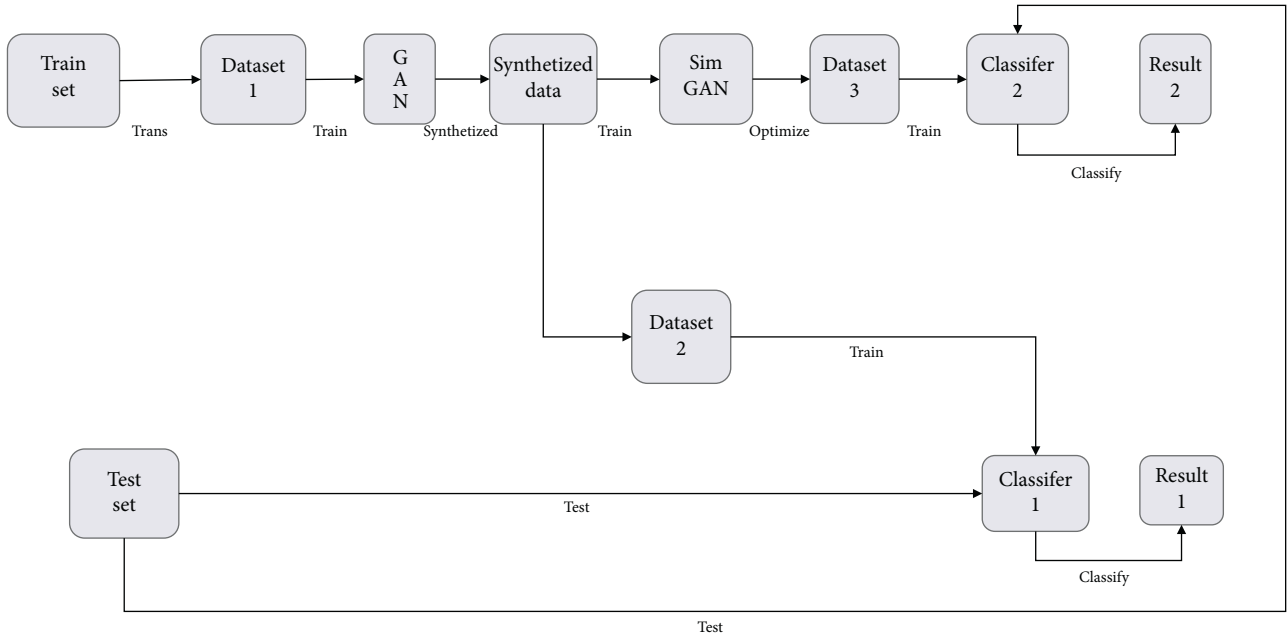 Train
set
Dataset
1
G
A
N
Synthetized
data
Sim
GAN
Dataset
3
Classifer
2
Result
2
Trans
Train
Synthetized
Train
Optimize
Train
Classify
Dataset
2
Train
Test
set
Test
Classifer
1
Result
1
Classify
Test